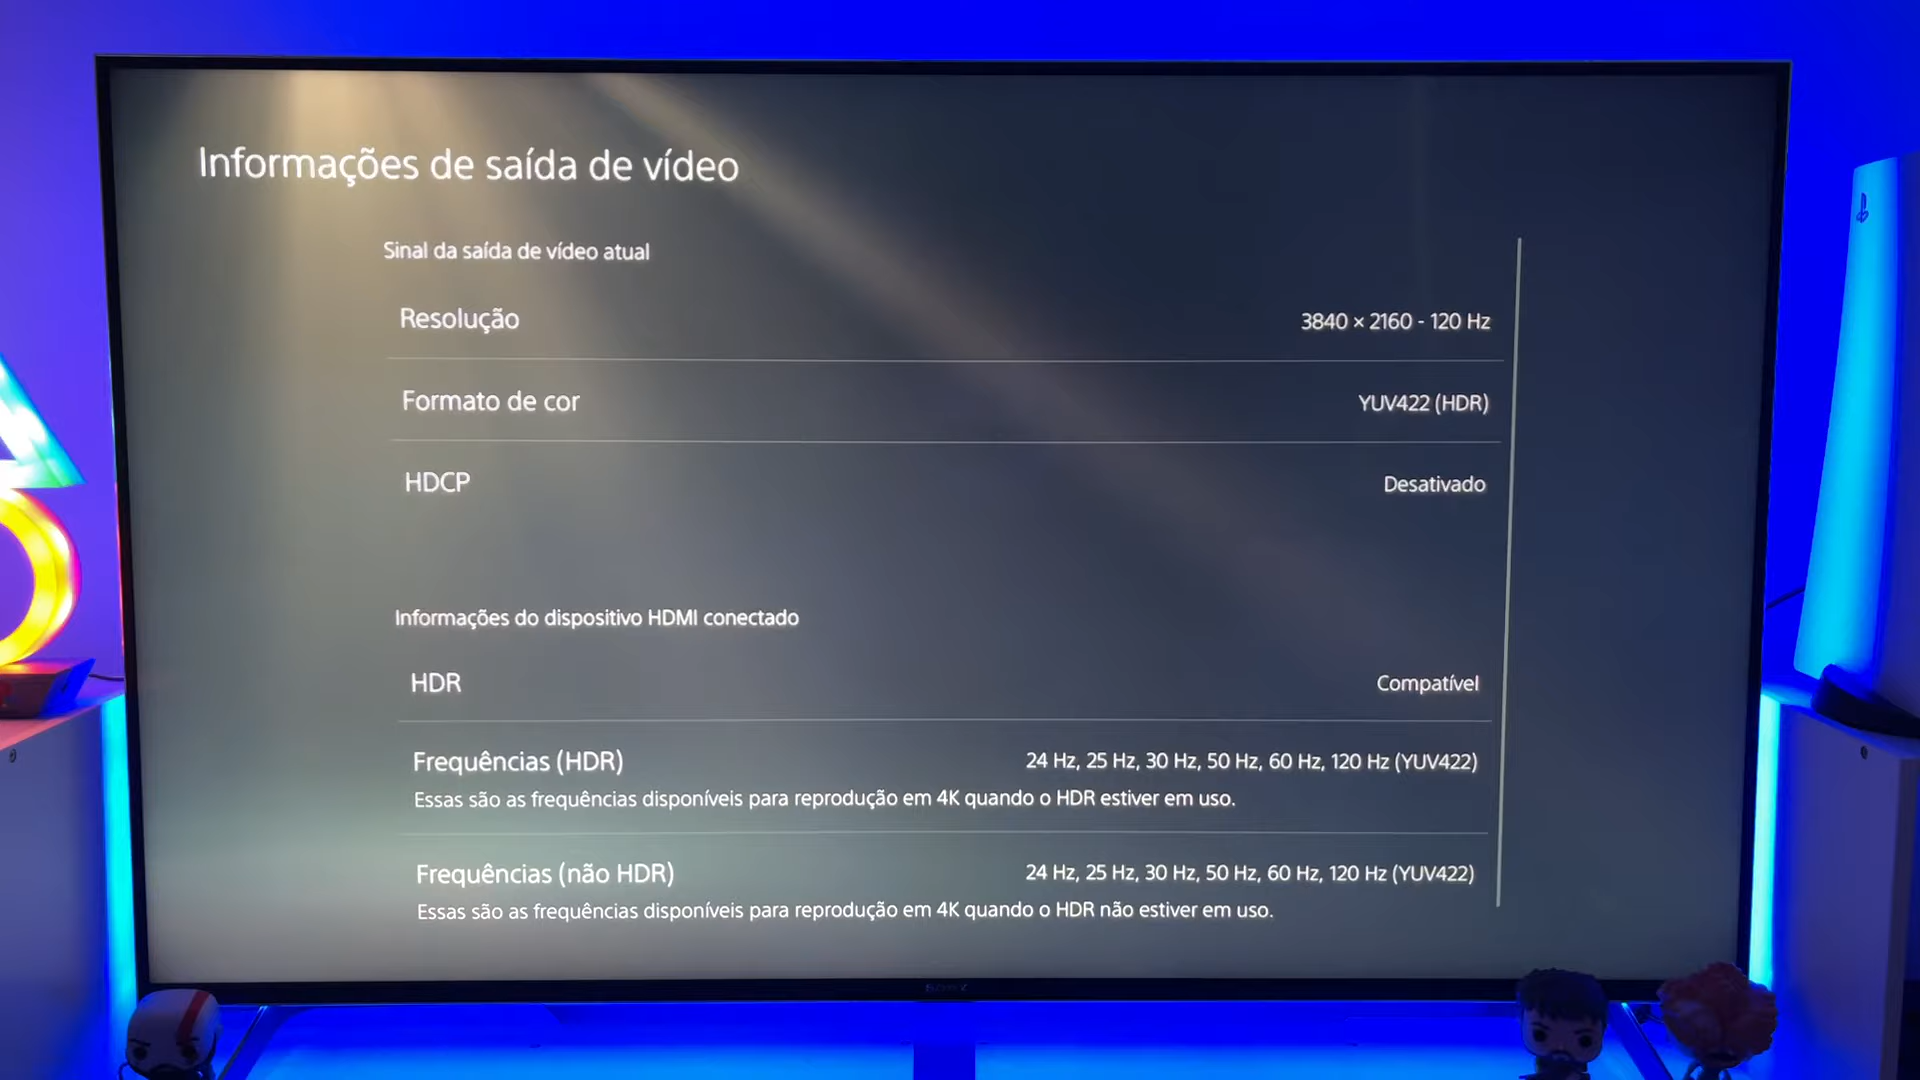 Informações de saída de vídeo
Sinal da saída de vídeo atual
Resolução 3840 × 2160 - 120 Hz
Formato de cor YUV422 (HDR)
HDCP Desativado
Informações do dispositivo HDMI conectado
HDR Compatível
Frequências (HDR) 24 Hz, 25 Hz, 30 Hz, 50 Hz, 60 Hz, 120 Hz (YUV422)
Essas são as frequências disponíveis para reprodução em 4K quando o HDR estiver em uso.
Frequências (não HDR) 24 Hz, 25 Hz, 30 Hz, 50 Hz, 60 Hz, 120 Hz (YUV422)
Essas são as frequências disponíveis para reprodução em 4K quando o HDR não estiver em uso.
SONY